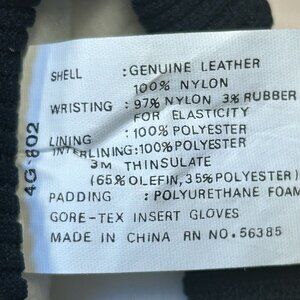 SHELL : GENUINE LEATHER
100% NYLON
WRISTING : 97% NYLON 3% RUBBER
FOR ELASTICITY
LINING : 100% POLYESTER
INTERLINING: 100% POLYESTER
3M THINSULATE
(65% OLEFIN, 35% POLYESTER)
PADDING : POLYURETHANE FOAM
GORE-TEX INSERT GLOVES
MADE IN CHINA RN NO. 56385
4G-802